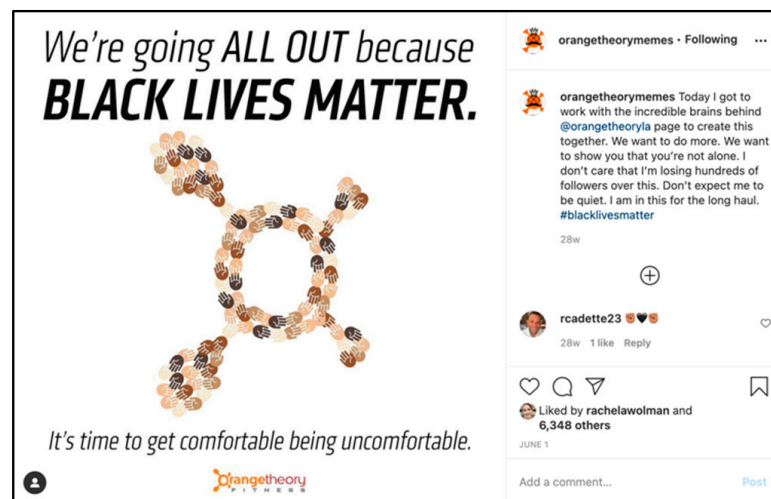 We're going ALL OUT because
BLACK LIVES MATTER.
It's time to get comfortable being uncomfortable.
Orangetheory
FITNESS
orangetheorymemes • Following ...
orangetheorymemes Today I got to
work with the incredible brains behind
@orangetheoryla page to create this
together. We want to do more. We want
to show you that you're not alone. I
don't care that I'm losing hundreds of
followers over this. Don't expect me to
be quiet. I am in this for the long haul.
#blacklivesmatter
28w
rcadette23 ✊🏽🖤✊🏽
28w 1 like Reply
Liked by rachelawolman and
6,348 others
JUNE 1
Add a comment... Post